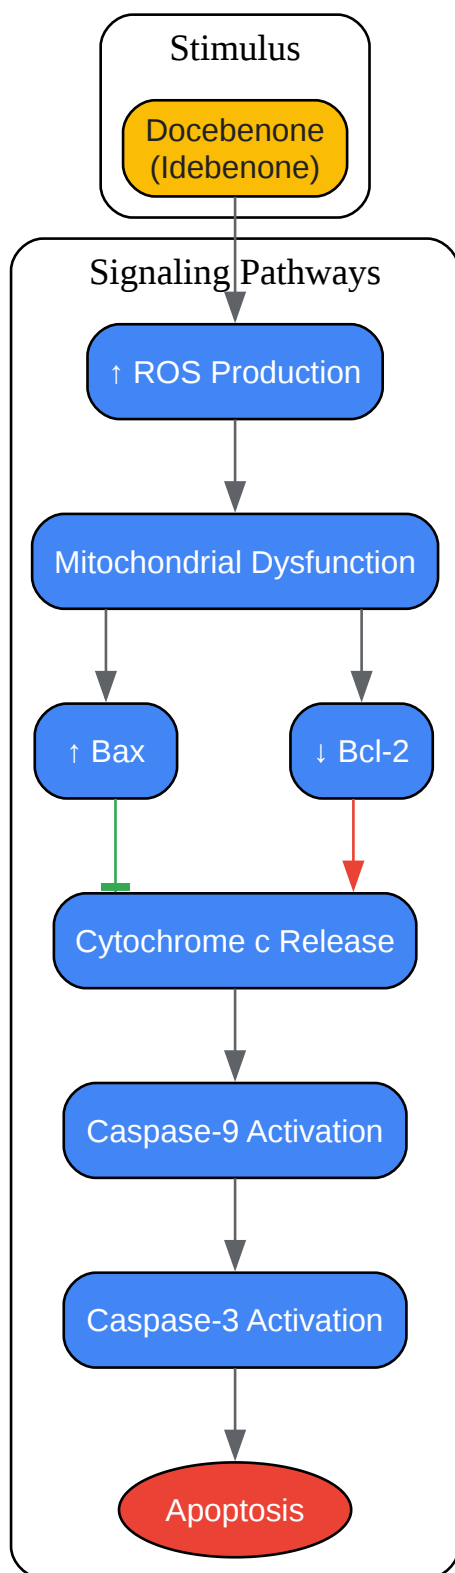 Stimulus
Docebenone
(Idebenone)
Signaling Pathways
↑ ROS Production
Mitochondrial Dysfunction
↑ Bax
↓ Bcl-2
Cytochrome c Release
Caspase-9 Activation
Caspase-3 Activation
Apoptosis